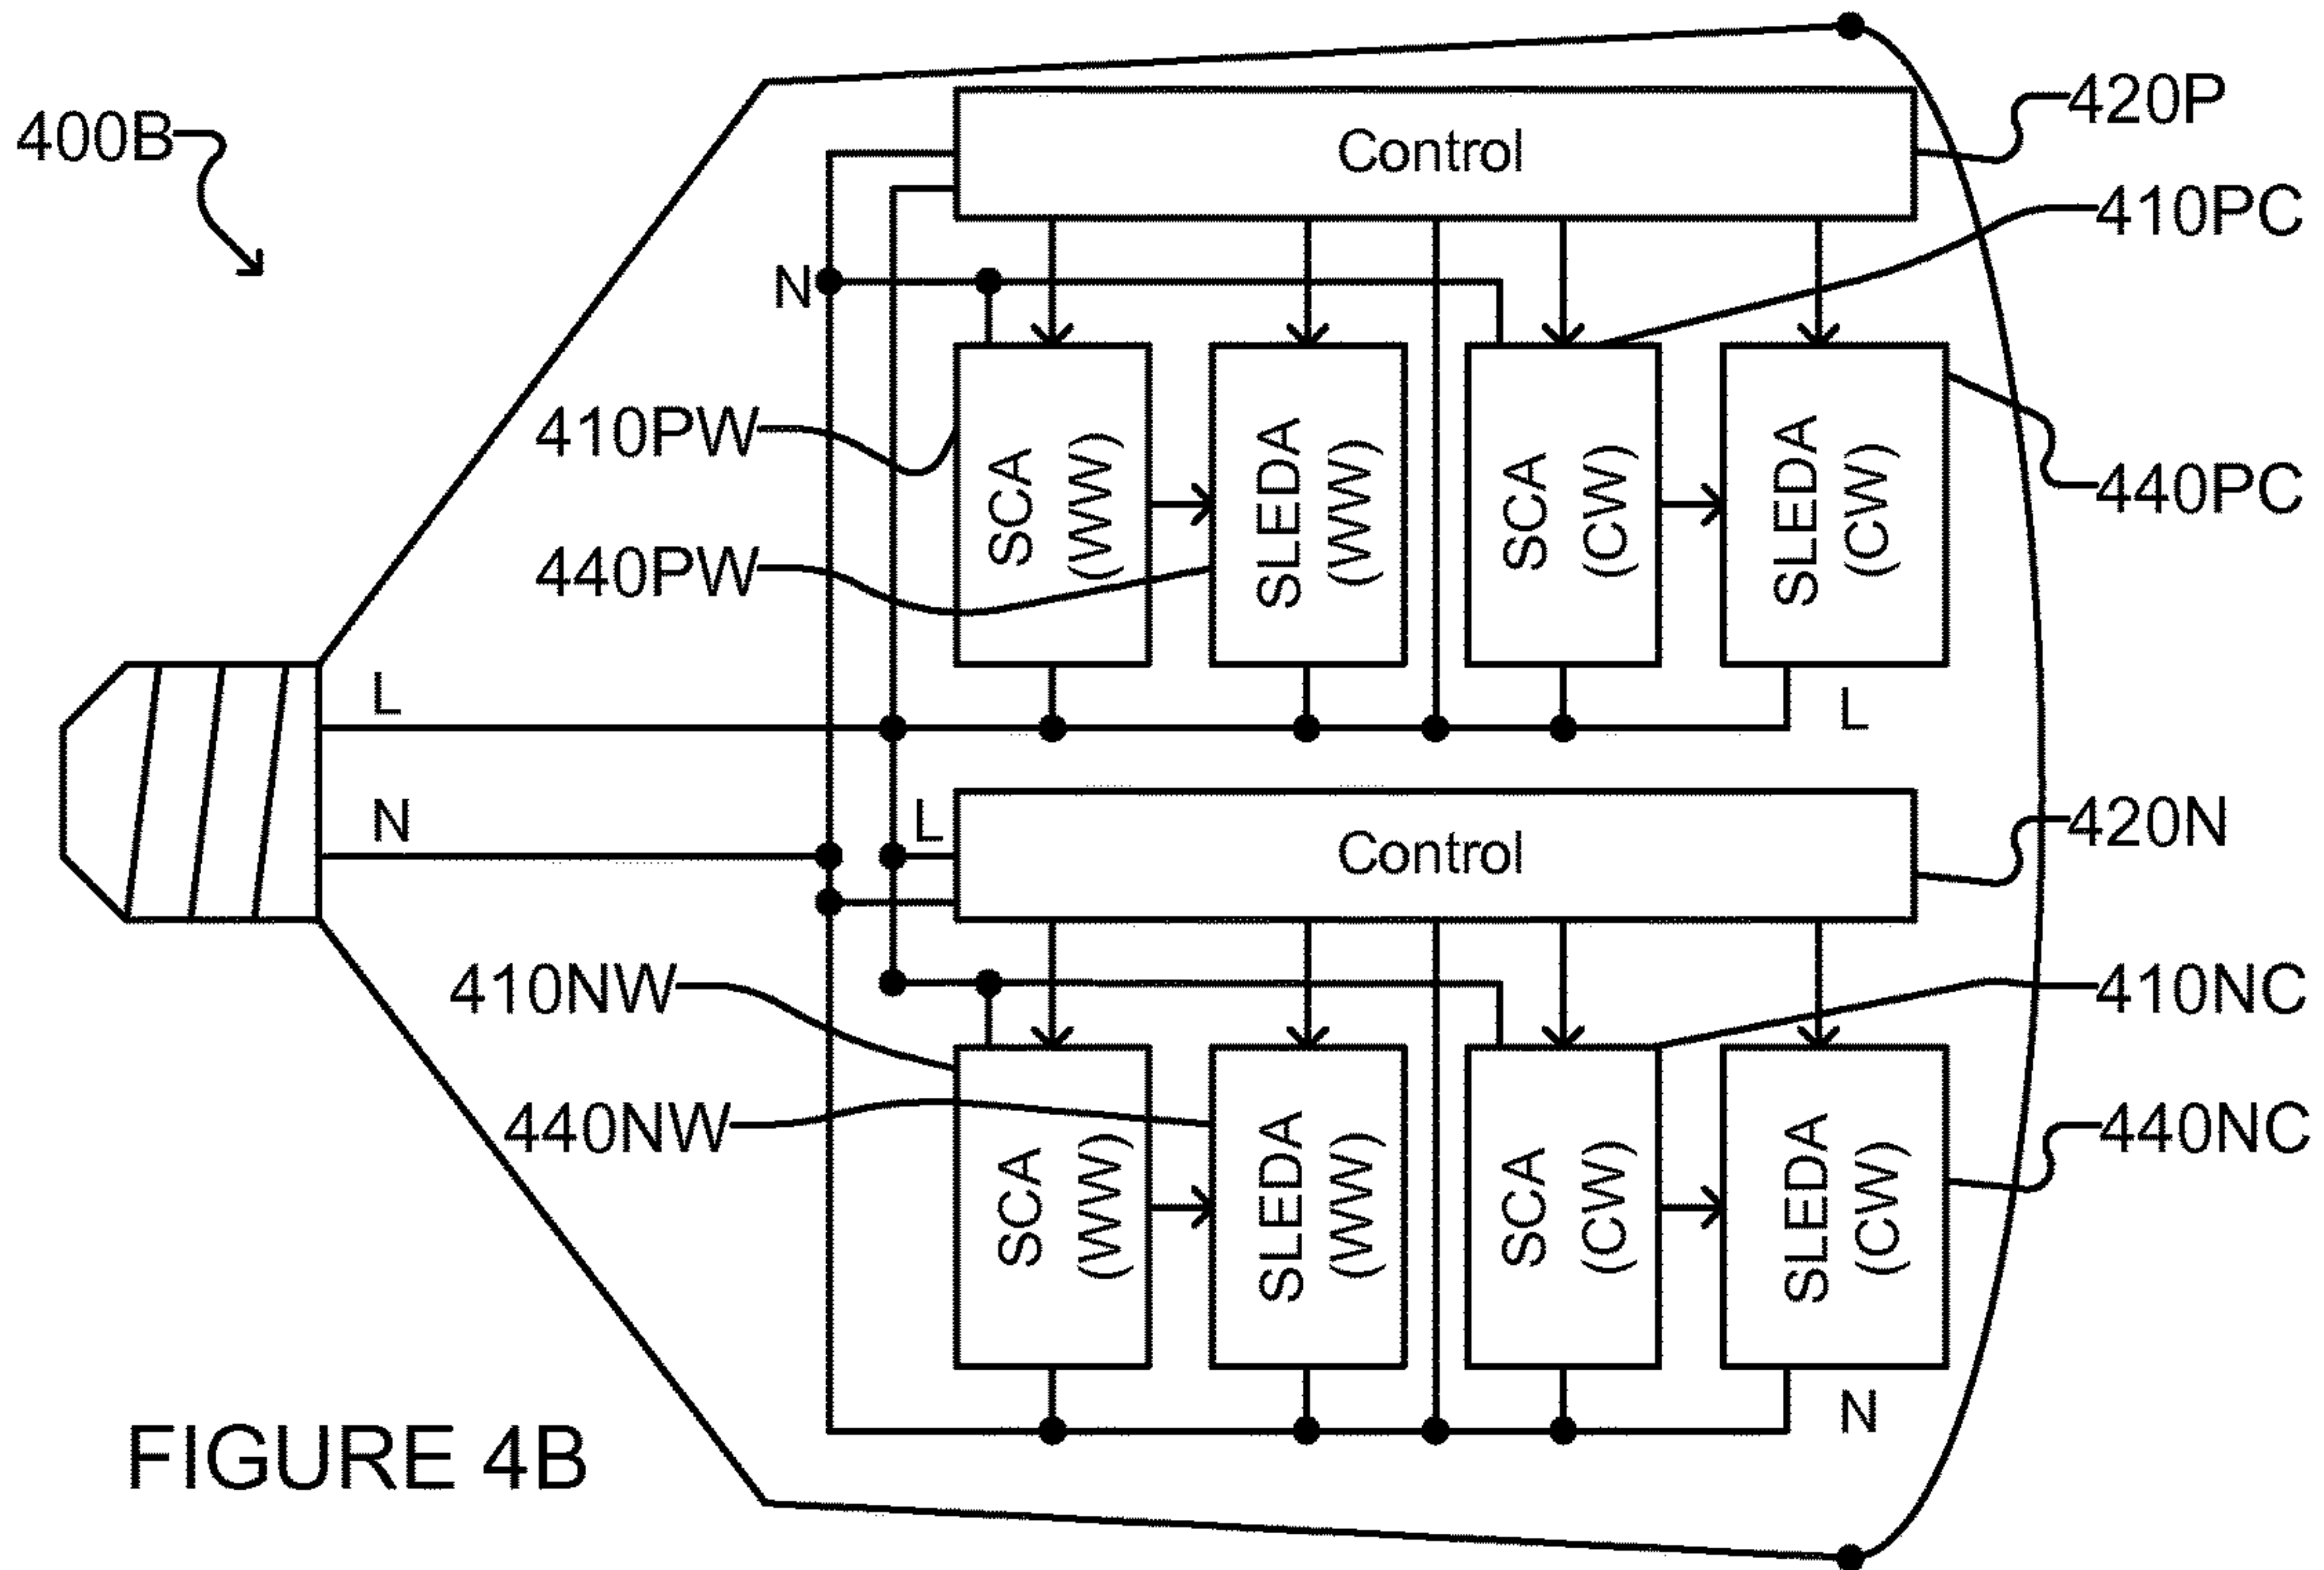 400B
Control
420P
410PC
N
410PW
SCA
(WW)
SLEDA
(WW)
SCA
(CW)
SLEDA
(CW)
440PC
440PW
L
L
N
L
Control
420N
410NW
410NC
440NW
SCA
(WW)
SLEDA
(WW)
SCA
(CW)
SLEDA
(CW)
440NC
N
FIGURE 4B